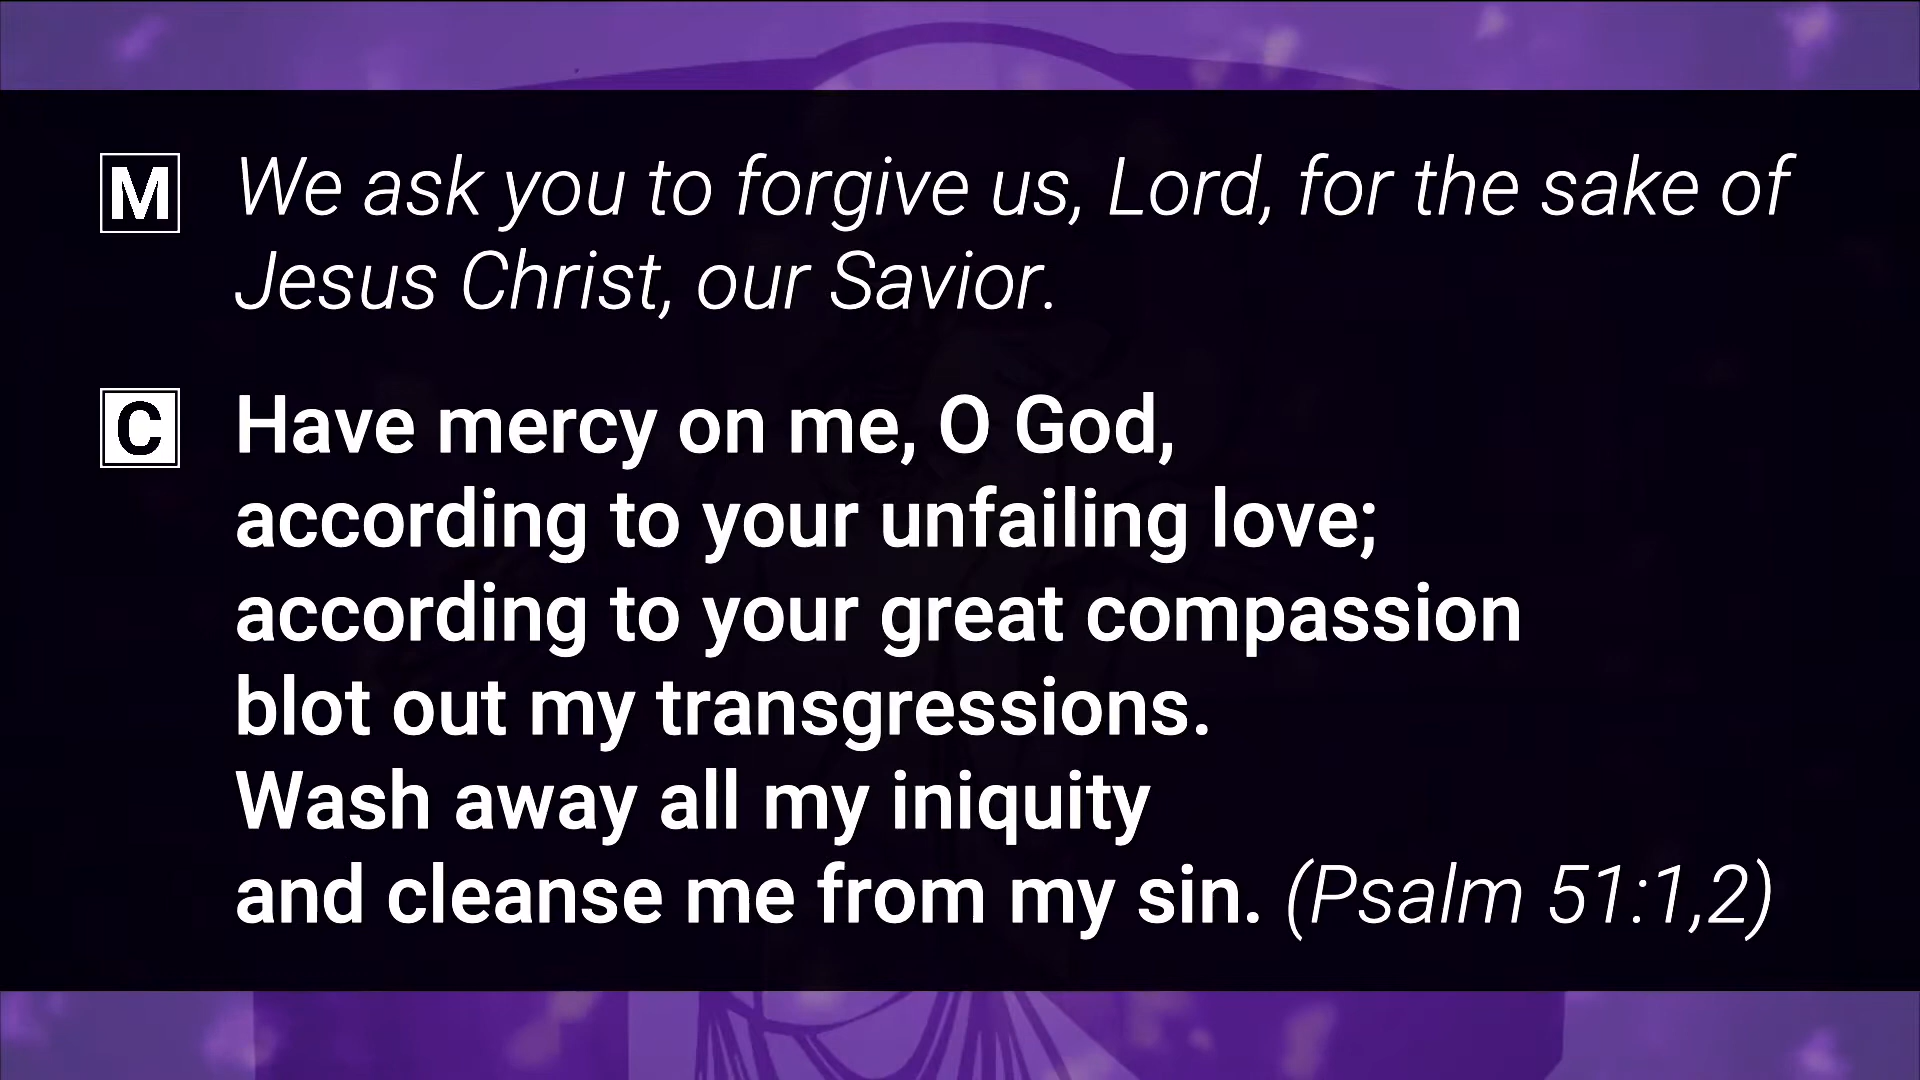 M We ask you to forgive us, Lord, for the sake of
Jesus Christ, our Savior.
C Have mercy on me, O God,
according to your unfailing love;
according to your great compassion
blot out my transgressions.
Wash away all my iniquity
and cleanse me from my sin. (Psalm 51:1,2)